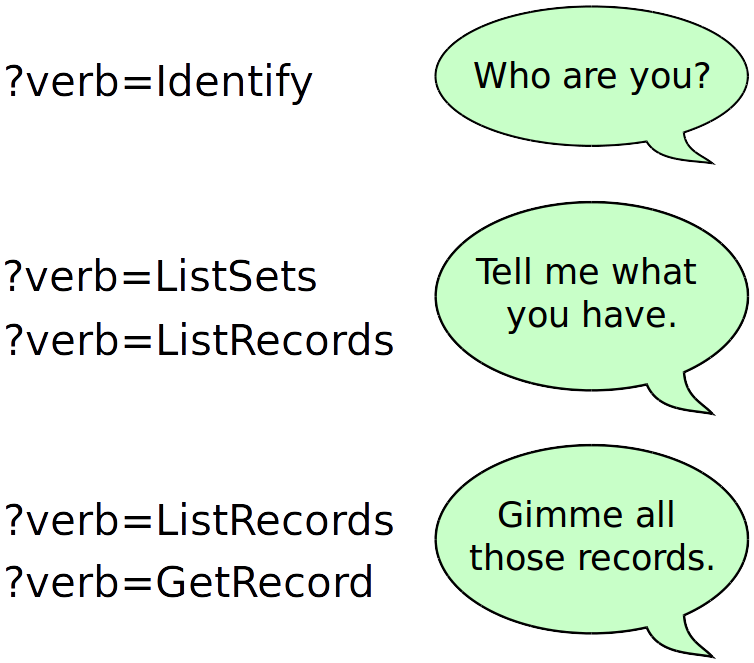 ?verb=Identify
Who are you?
?verb=ListSets
?verb=ListRecords
Tell me what
you have.
?verb=ListRecords
?verb=GetRecord
Gimme all
those records.